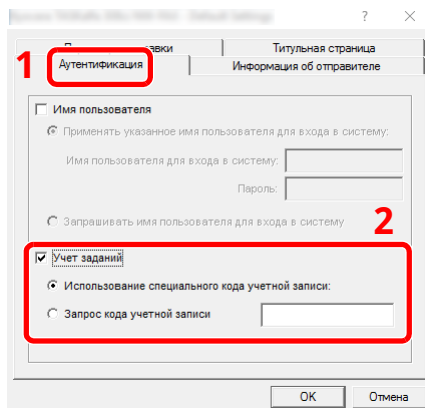 ? ×
Титульная страница
1 Аутентификация
Информация об отправителе
Имя пользователя
Применять указанное имя пользователя для входа в систему:
Имя пользователя для входа в систему:
Пароль:
Запрашивать имя пользователя для входа в систему
2
Учет заданий
Использование специального кода учетной записи:
Запрос кода учетной записи
OK Отмена